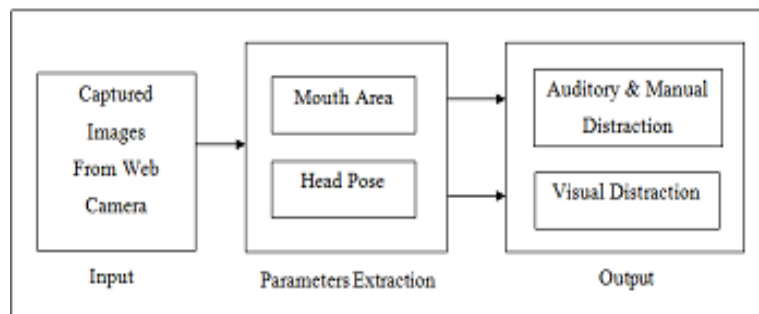 Captured
Images
From Web
Camera
Input
Mouth Area
Head Pose
Parameters Extraction
Auditory & Manual
Distraction
Visual Distraction
Output